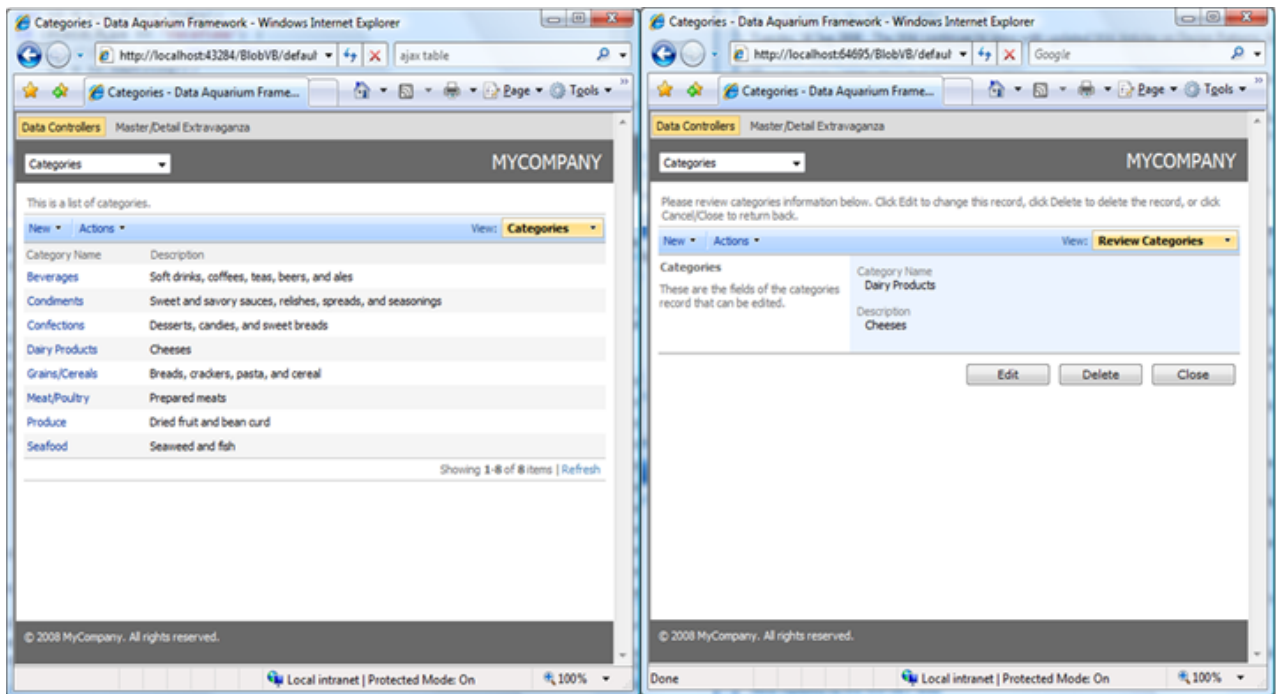 Categories - Data Aquarium Framework - Windows Internet Explorer
http://localhost:43284/BlobVB/default
ajax table
Categories - Data Aquarium Frame...
Page
Tools
Data Controllers Master/Detail Extravaganza
Categories
MYCOMPANY
This is a list of categories.
New Actions View: Categories
Category Name Description
Beverages Soft drinks, coffees, teas, beers, and ales
Condiments Sweet and savory sauces, relishes, spreads, and seasonings
Confections Desserts, candies, and sweet breads
Dairy Products Cheeses
Grains/Cereals Breads, crackers, pasta, and cereal
Meat/Poultry Prepared meats
Produce Dried fruit and bean curd
Seafood Seaweed and fish
Showing 1-8 of 8 items | Refresh
© 2008 MyCompany. All rights reserved.
Local intranet | Protected Mode: On 100%
Categories - Data Aquarium Framework - Windows Internet Explorer
http://localhost:64695/BlobVB/default
Google
Categories - Data Aquarium Frame...
Page
Tools
Data Controllers Master/Detail Extravaganza
Categories
MYCOMPANY
Please review categories information below. Click Edit to change this record, click Delete to delete the record, or click
Cancel/Close to return back.
New Actions View: Review Categories
Categories
These are the fields of the categories
record that can be edited.
Category Name
Dairy Products
Description
Cheeses
Edit Delete Close
© 2008 MyCompany. All rights reserved.
Done Local intranet | Protected Mode: On 100%